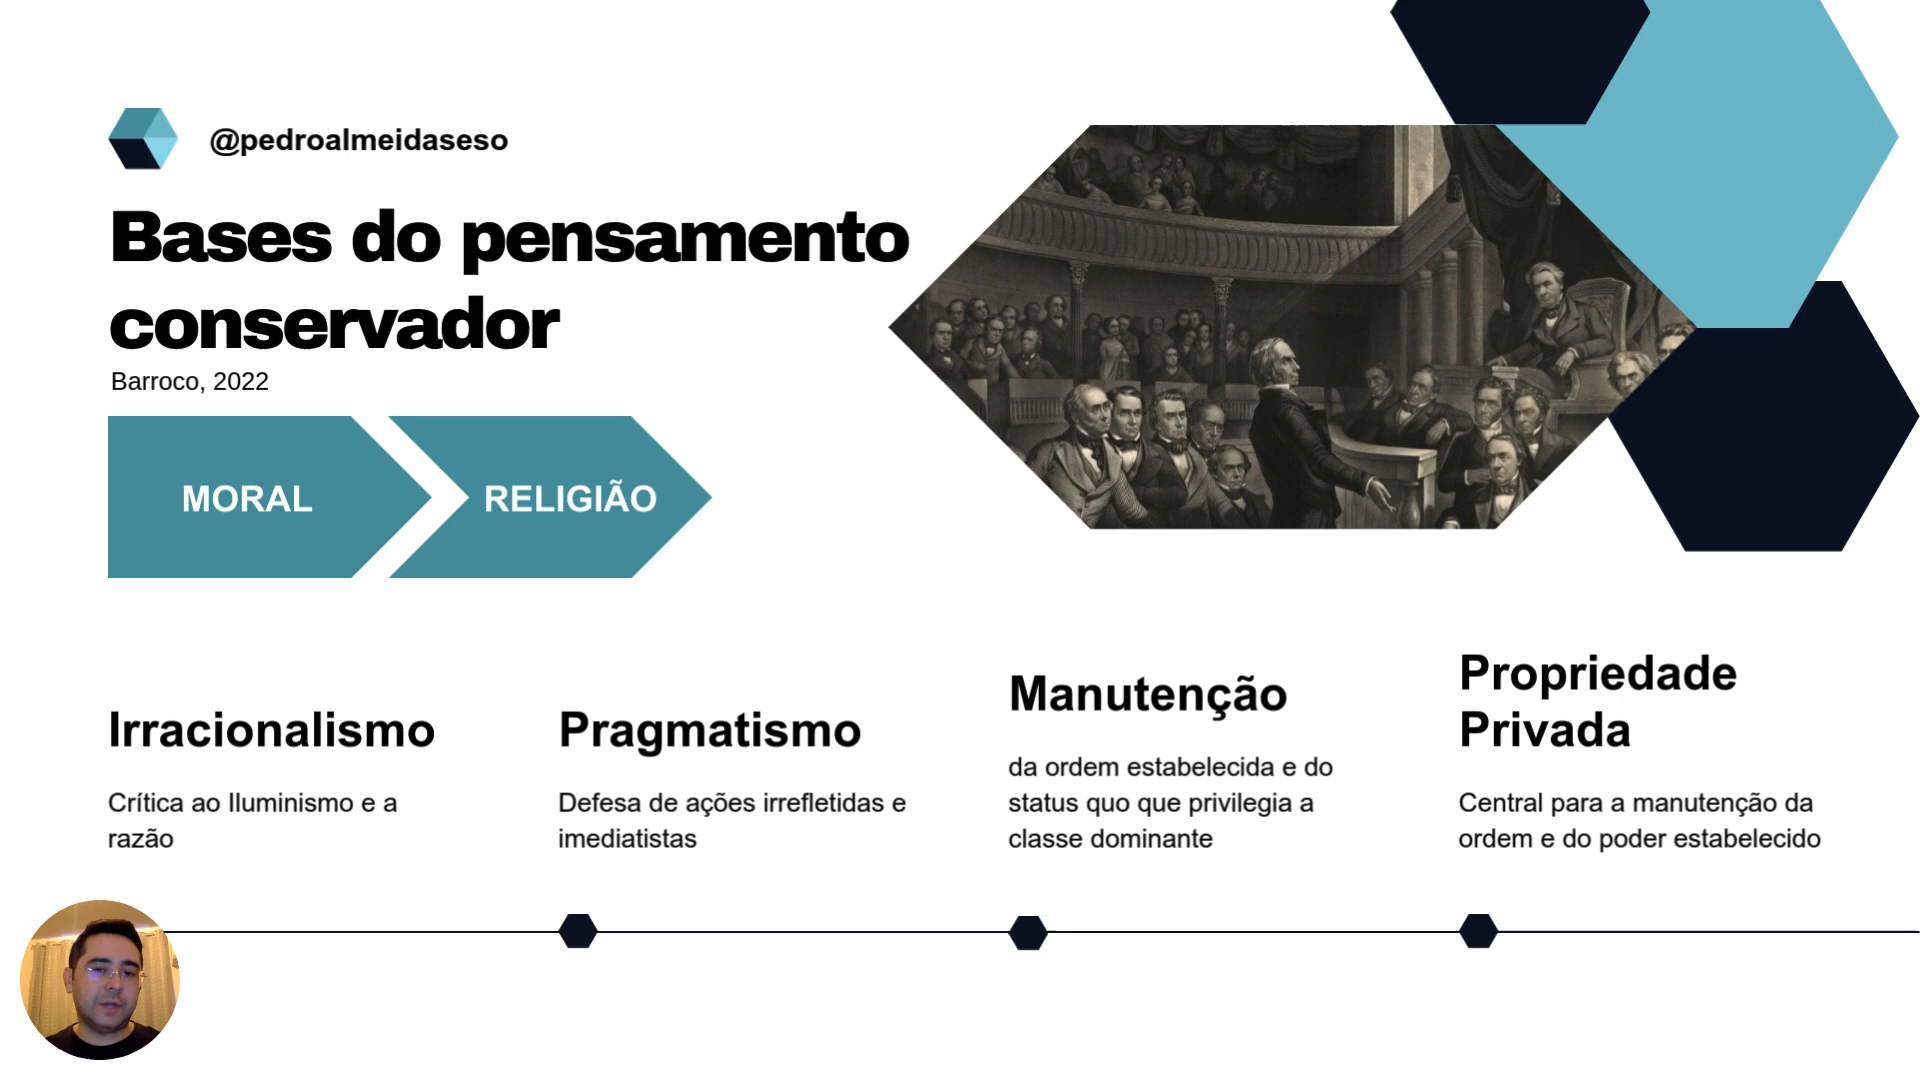 @pedroalmeidaseso
Bases do pensamento
conservador
Barroco, 2022
MORAL
RELIGIÃO
Irracionalismo
Crítica ao Iluminismo e a
razão
Pragmatismo
Defesa de ações irrefletidas e
imediatistas
Manutenção
da ordem estabelecida e do
status quo que privilegia a
classe dominante
Propriedade
Privada
Central para a manutenção da
ordem e do poder estabelecido